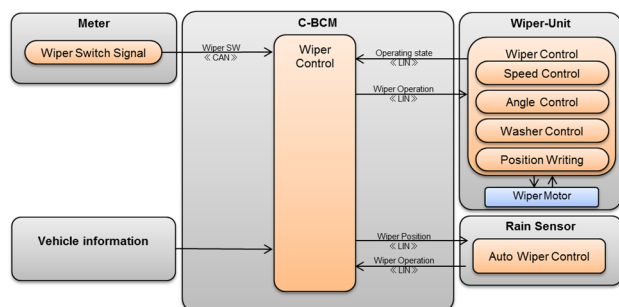 Meter
Wiper Switch Signal
Wiper SW
≪ CAN ≫
C-BCM
Wiper
Control
Operating state
≪ LIN ≫
Wiper Operation
≪ LIN ≫
Wiper-Unit
Wiper Control
Speed Control
Angle Control
Washer Control
Position Writing
Wiper Motor
Vehicle information
Wiper Position
≪ LIN ≫
Wiper Operation
≪ LIN ≫
Rain Sensor
Auto Wiper Control